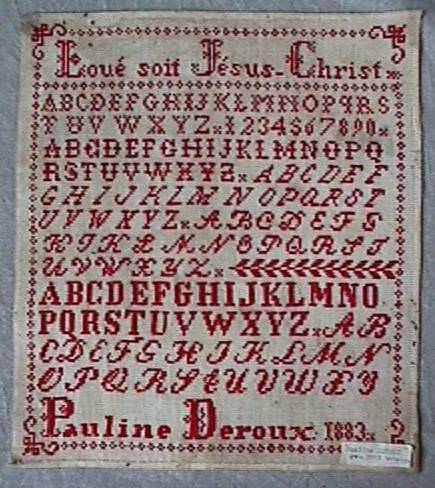 Loué soit Jésus-Christ
ABCDEFGHIJKLMNOPQRS
TUVWXYZ 1234567890
ABCDEFGHIJKLMNOPQ
RSTUVWXYZ ABCDEF
GHIJKLMNOPQRST
UVWXYZ ABCDEFG
HIJKLMNOPQRST
UVWXYZ
ABCDEFGHIJKLMNO
PQRSTUVWXYZ AB
CDEFGHIJKLMN
OPQRSTUVWXY
Pauline Deroux 1883